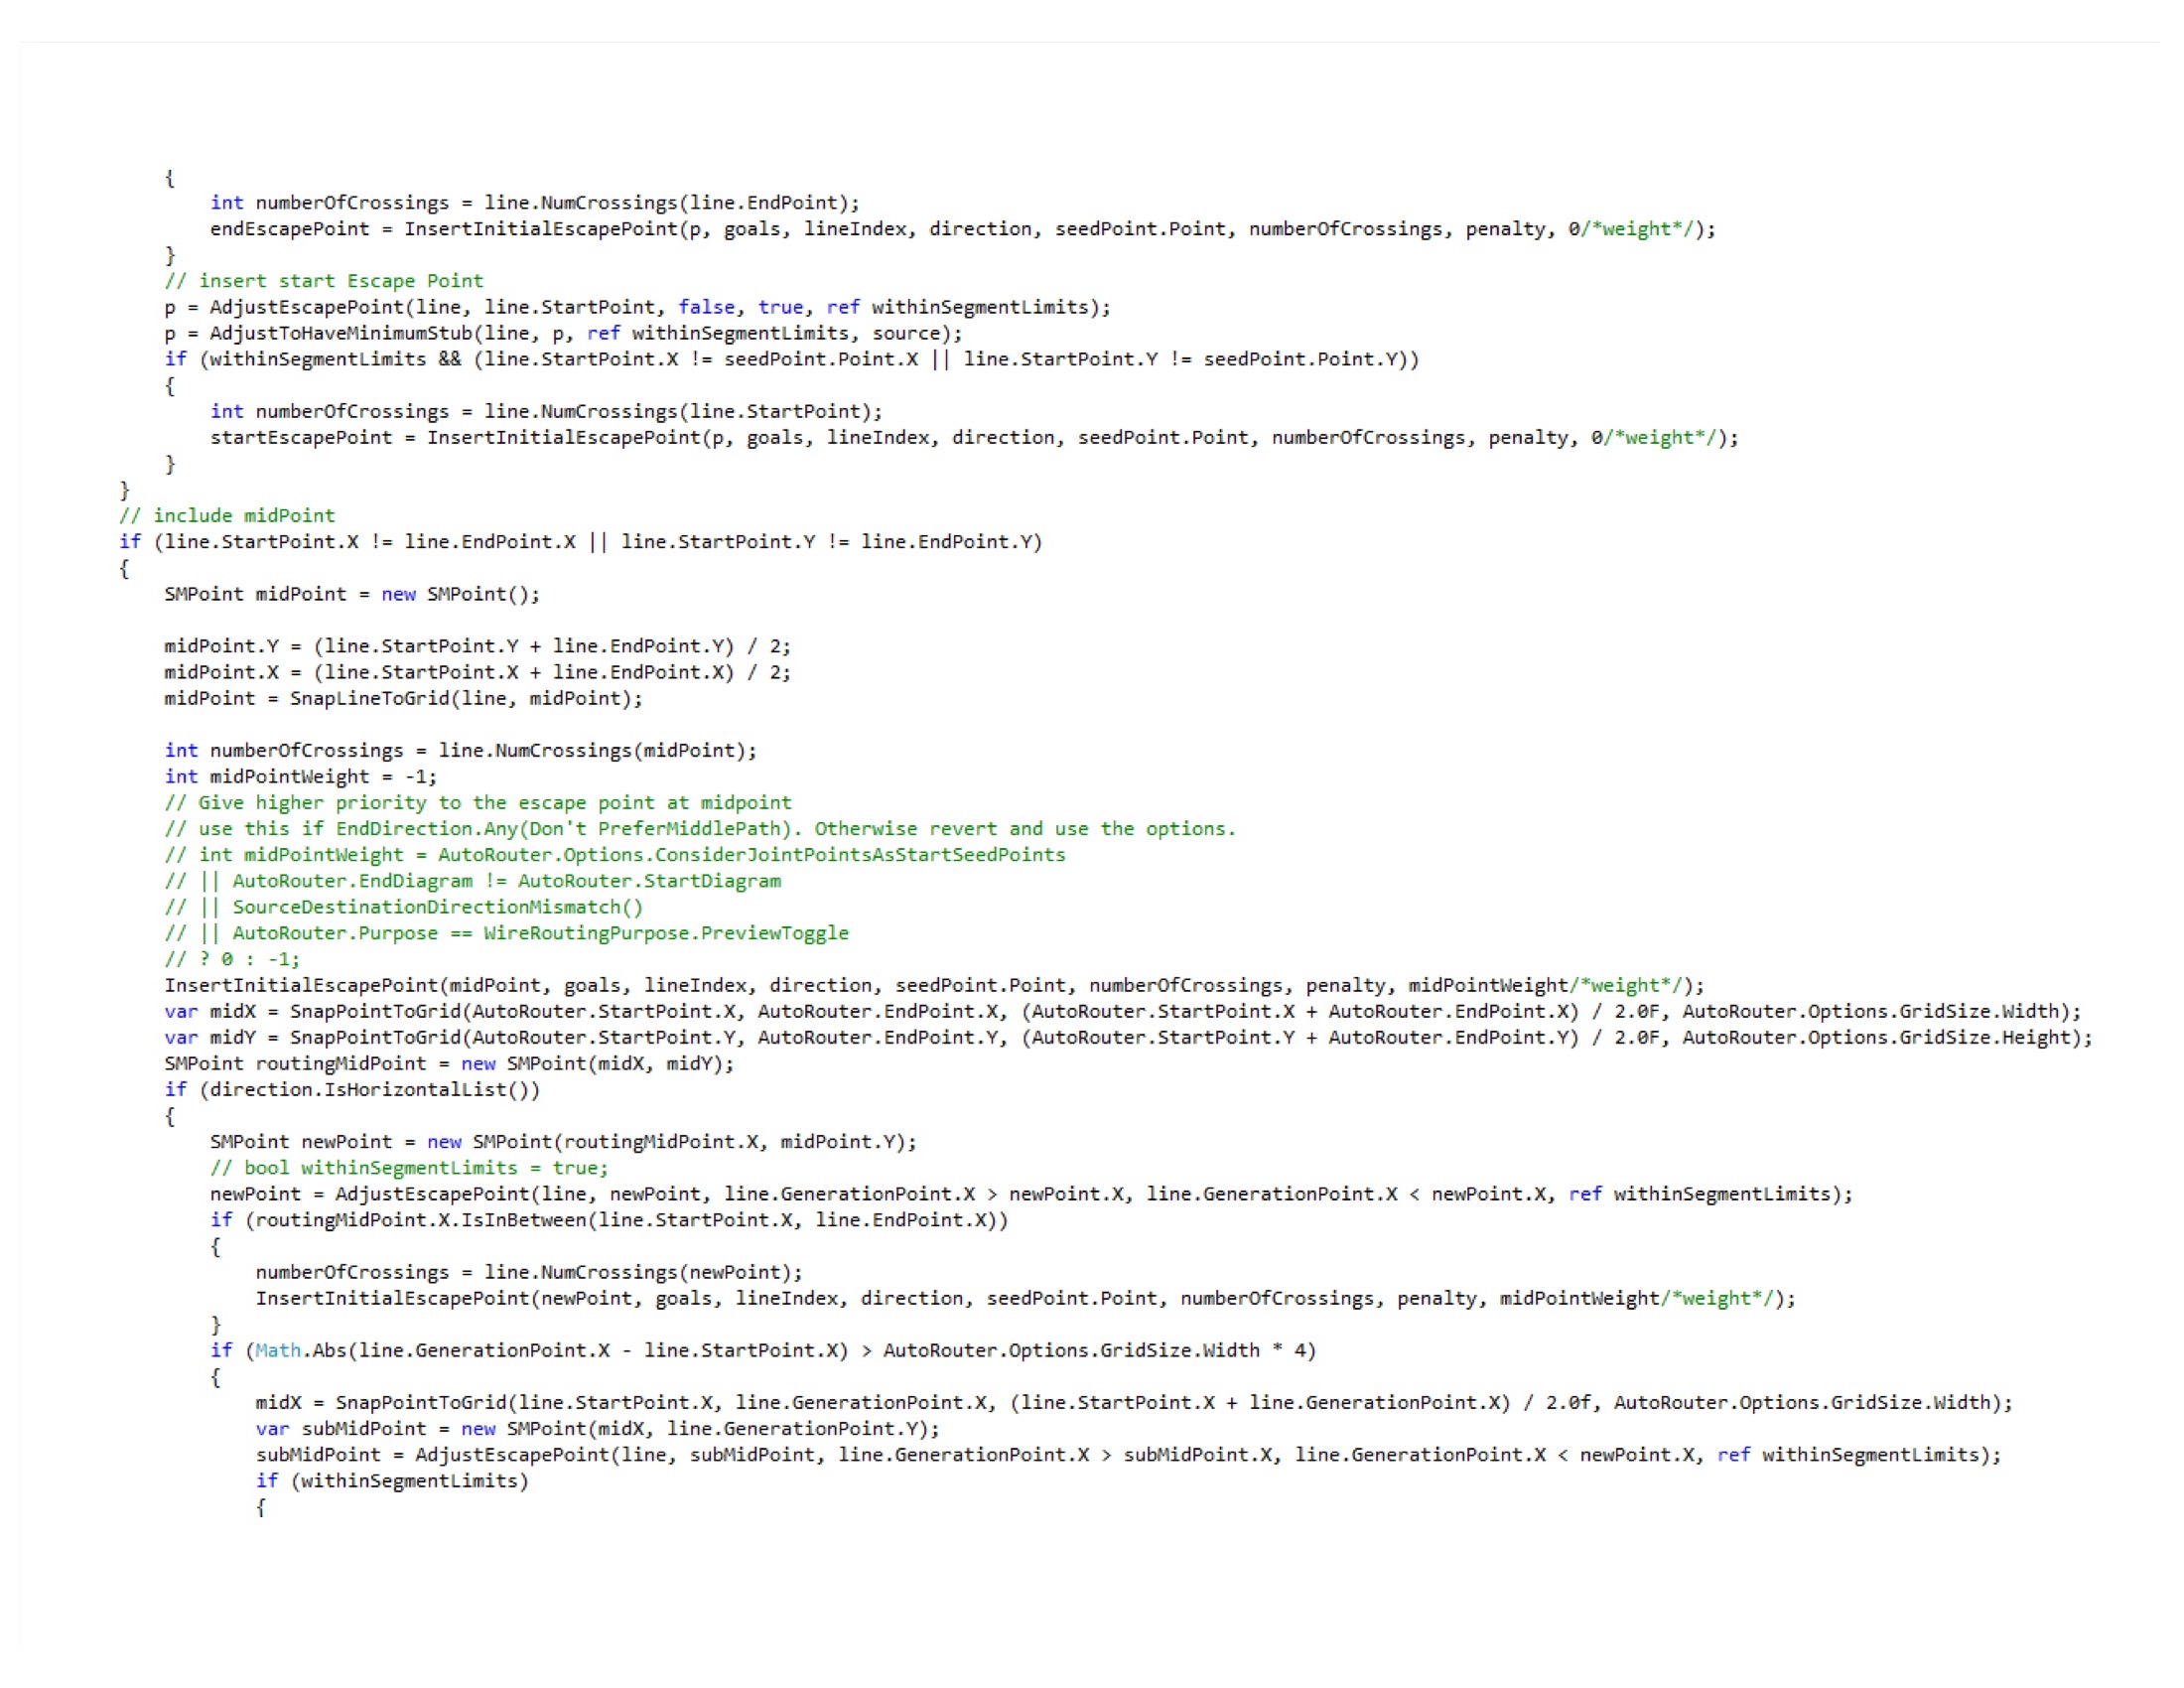 {
int numberOfCrossings = line.NumCrossings(line.EndPoint);
endEscapePoint = InsertInitialEscapePoint(p, goals, lineIndex, direction, seedPoint.Point, numberOfCrossings, penalty, 0/*weight*/);
}
// insert start Escape Point
p = AdjustEscapePoint(line, line.StartPoint, false, true, ref withinSegmentLimits);
p = AdjustToHaveMinimumStub(line, p, ref withinSegmentLimits, source);
if (withinSegmentLimits && (line.StartPoint.X != seedPoint.Point.X || line.StartPoint.Y != seedPoint.Point.Y))
{
int numberOfCrossings = line.NumCrossings(line.StartPoint);
startEscapePoint = InsertInitialEscapePoint(p, goals, lineIndex, direction, seedPoint.Point, numberOfCrossings, penalty, 0/*weight*/);
}
}
// include midPoint
if (line.StartPoint.X != line.EndPoint.X || line.StartPoint.Y != line.EndPoint.Y)
{
SMPoint midPoint = new SMPoint();
midPoint.Y = (line.StartPoint.Y + line.EndPoint.Y) / 2;
midPoint.X = (line.StartPoint.X + line.EndPoint.X) / 2;
midPoint = SnapLineToGrid(line, midPoint);
int numberOfCrossings = line.NumCrossings(midPoint);
int midPointWeight = -1;
// Give higher priority to the escape point at midpoint
// use this if EndDirection.Any(Don't PreferMiddlePath). Otherwise revert and use the options.
// int midPointWeight = AutoRouter.Options.ConsiderJointPointsAsStartSeedPoints
// || AutoRouter.EndDiagram != AutoRouter.StartDiagram
// || SourceDestinationDirectionMismatch()
// || AutoRouter.Purpose == WireRoutingPurpose.PreviewToggle
// ? 0 : -1;
InsertInitialEscapePoint(midPoint, goals, lineIndex, direction, seedPoint.Point, numberOfCrossings, penalty, midPointWeight/*weight*/);
var midX = SnapPointToGrid(AutoRouter.StartPoint.X, AutoRouter.EndPoint.X, (AutoRouter.StartPoint.X + AutoRouter.EndPoint.X) / 2.0F, AutoRouter.Options.GridSize.Width);
var midY = SnapPointToGrid(AutoRouter.StartPoint.Y, AutoRouter.EndPoint.Y, (AutoRouter.StartPoint.Y + AutoRouter.EndPoint.Y) / 2.0F, AutoRouter.Options.GridSize.Height);
SMPoint routingMidPoint = new SMPoint(midX, midY);
if (direction.IsHorizontalList())
{
SMPoint newPoint = new SMPoint(routingMidPoint.X, midPoint.Y);
// bool withinSegmentLimits = true;
newPoint = AdjustEscapePoint(line, newPoint, line.GenerationPoint.X > newPoint.X, line.GenerationPoint.X < newPoint.X, ref withinSegmentLimits);
if (routingMidPoint.X.IsInBetween(line.StartPoint.X, line.EndPoint.X))
{
numberOfCrossings = line.NumCrossings(newPoint);
InsertInitialEscapePoint(newPoint, goals, lineIndex, direction, seedPoint.Point, numberOfCrossings, penalty, midPointWeight/*weight*/);
}
if (Math.Abs(line.GenerationPoint.X - line.StartPoint.X) > AutoRouter.Options.GridSize.Width * 4)
{
midX = SnapPointToGrid(line.StartPoint.X, line.GenerationPoint.X, (line.StartPoint.X + line.GenerationPoint.X) / 2.0f, AutoRouter.Options.GridSize.Width);
var subMidPoint = new SMPoint(midX, line.GenerationPoint.Y);
subMidPoint = AdjustEscapePoint(line, subMidPoint, line.GenerationPoint.X > subMidPoint.X, line.GenerationPoint.X < newPoint.X, ref withinSegmentLimits);
if (withinSegmentLimits)
{